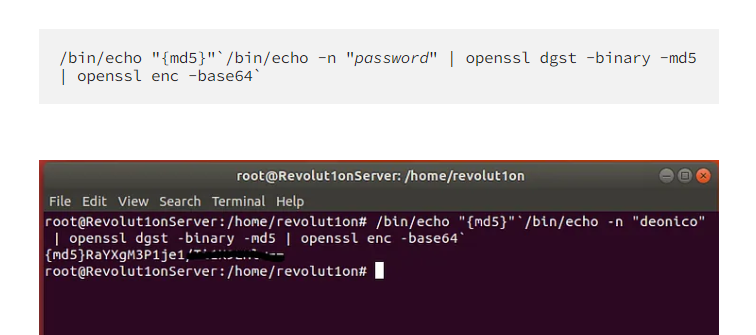 /bin/echo "{md5}"`/bin/echo -n "password" | openssl dgst -binary -md5
| openssl enc -base64`
root@Revolut1onServer: /home/revolut1on
File Edit View Search Terminal Help
root@Revolut1onServer:/home/revolut1on# /bin/echo "{md5}"`/bin/echo -n "deonico"
| openssl dgst -binary -md5 | openssl enc -base64`
{md5}RaYXgM3P1je1/
root@Revolut1onServer:/home/revolut1on#